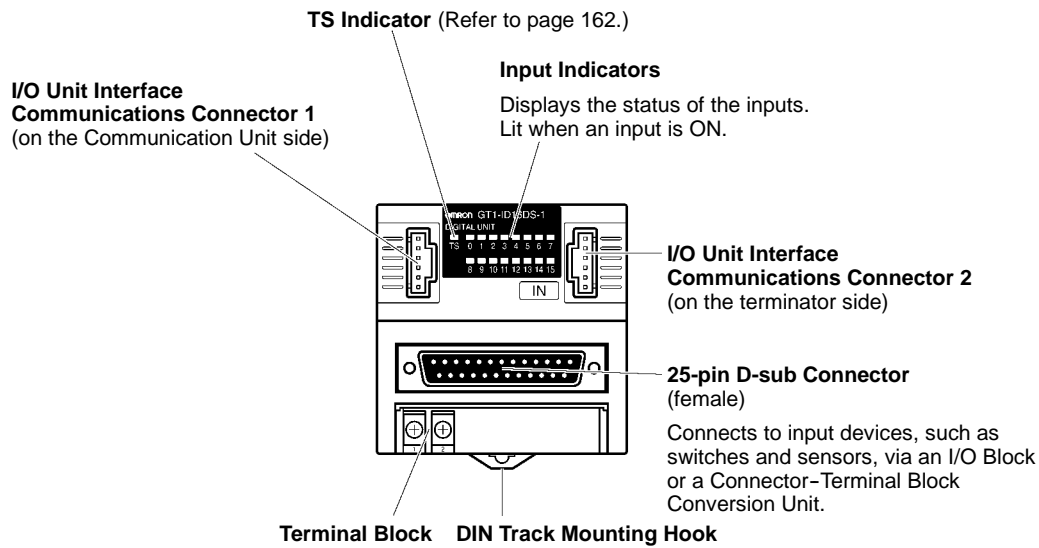 TS Indicator (Refer to page 162.)
I/O Unit Interface
Communications Connector 1
(on the Communication Unit side)
Input Indicators
Displays the status of the inputs.
Lit when an input is ON.
OMRON GT1-ID16DS-1
DIGITAL UNIT
TS 0 1 2 3 4 5 6 7
8 9 10 11 12 13 14 15
IN
I/O Unit Interface
Communications Connector 2
(on the terminator side)
25-pin D-sub Connector
(female)
Connects to input devices, such as
switches and sensors, via an I/O Block
or a Connector-Terminal Block
Conversion Unit.
1 2
Terminal Block DIN Track Mounting Hook